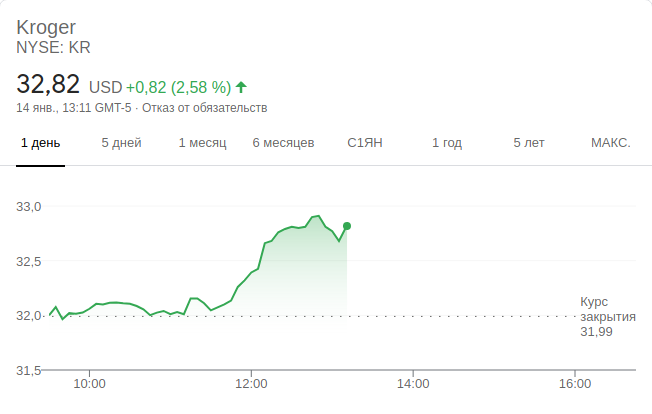 Kroger
NYSE: KR
32,82 USD +0,82 (2,58 %)
14 янв., 13:11 GMT-5 · Отказ от обязательств
1 день 5 дней 1 месяц 6 месяцев С1ЯН 1 год 5 лет МАКС.
33,0
32,5
32,0
31,5
Курс
закрытия
31,99
10:00 12:00 14:00 16:00